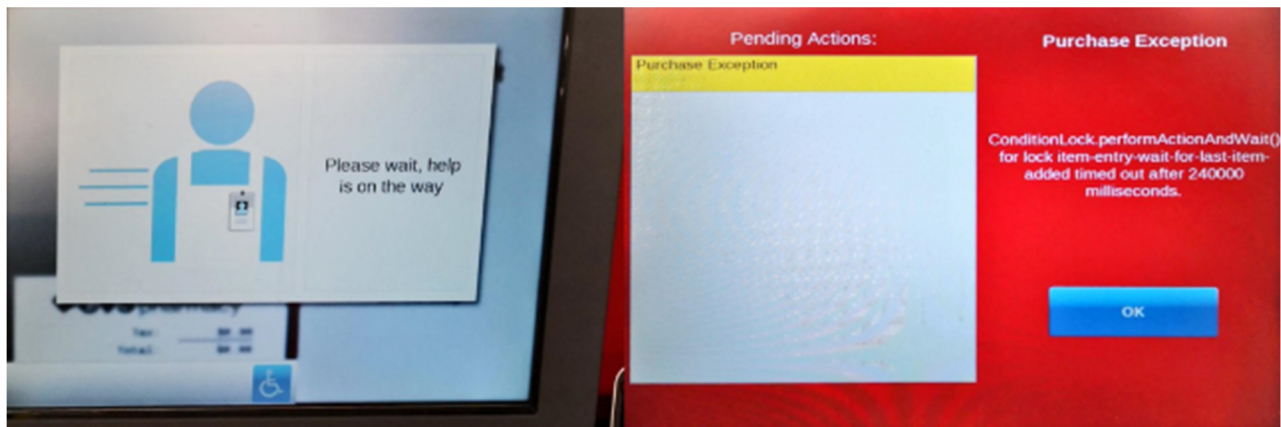 Please wait, help
is on the way
pharmacy
Tax:
Total:
Pending Actions:
Purchase Exception
Purchase Exception
ConditionLock.performActionAndWait()
for lock item-entry-wait-for-last-item-
added timed out after 240000
milliseconds.
OK